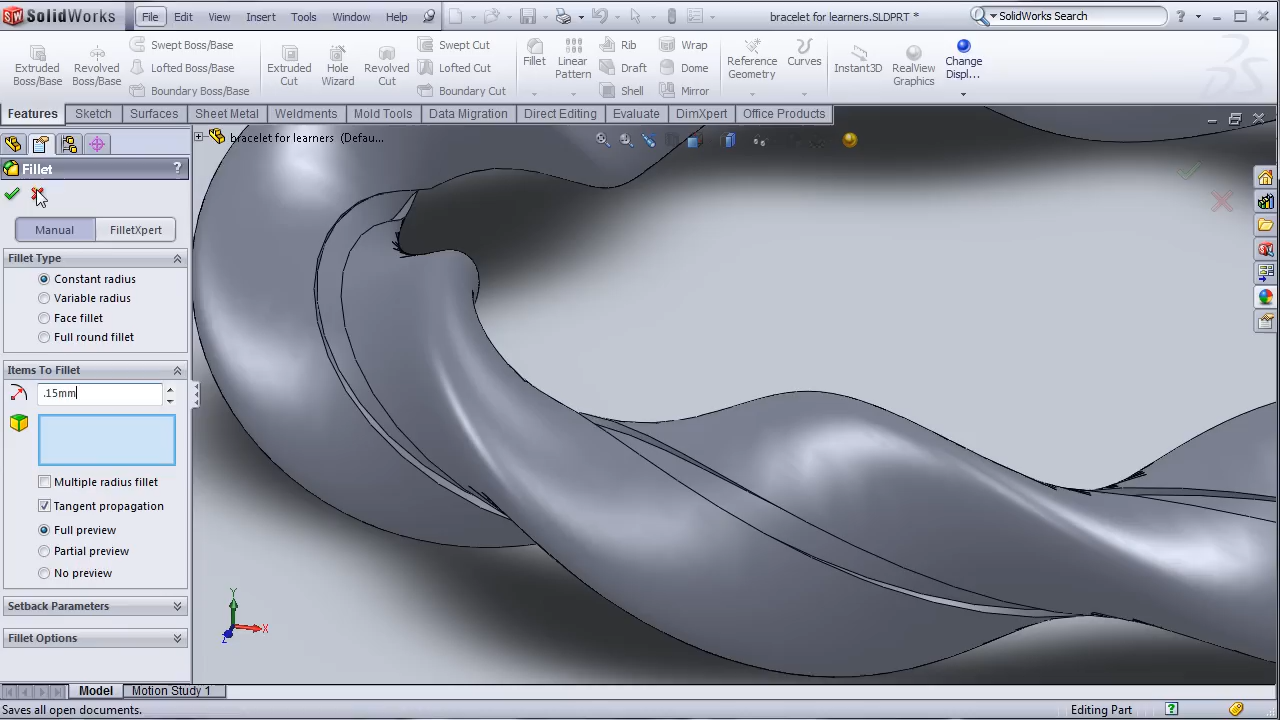 SolidWorks File Edit View Insert Tools Window Help bracelet for learners.SLDPRT * SolidWorks Search ?
Extruded Boss/Base
Revolved Boss/Base
Swept Boss/Base
Lofted Boss/Base
Boundary Boss/Base
Extruded Cut
Hole Wizard
Revolved Cut
Swept Cut
Lofted Cut
Boundary Cut
Fillet
Linear Pattern
Rib
Draft
Shell
Wrap
Dome
Mirror
Reference Geometry
Curves
Instant3D
RealView Graphics
Change Displ...
Features Sketch Surfaces Sheet Metal Weldments Mold Tools Data Migration Direct Editing Evaluate DimXpert Office Products
bracelet for learners (Defau...
Fillet ?
Manual FilletXpert
Fillet Type
Constant radius
Variable radius
Face fillet
Full round fillet
Items To Fillet
.15mm
Multiple radius fillet
Tangent propagation
Full preview
Partial preview
No preview
Setback Parameters
Fillet Options
Y
X
Z
Model Motion Study 1
Saves all open documents. Editing Part ?